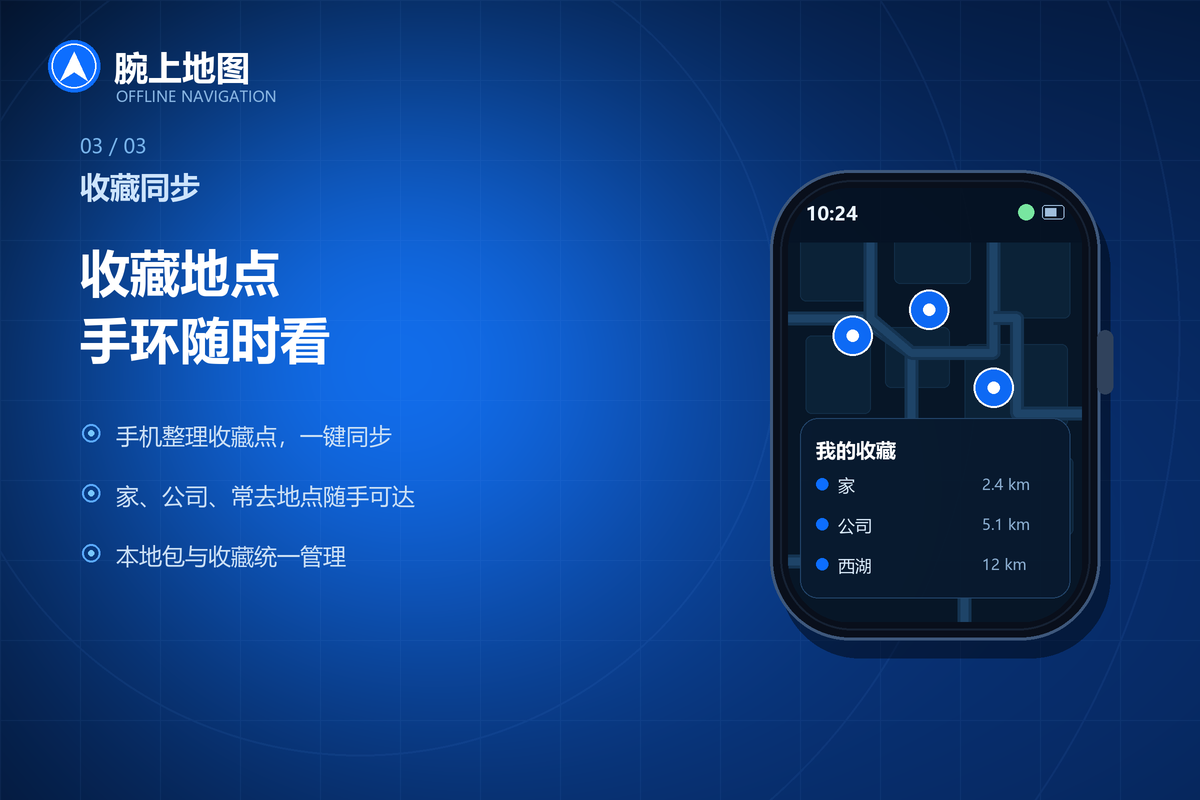 腕上地图
OFFLINE NAVIGATION
03 / 03
收藏同步
收藏地点
手环随时看
手机整理收藏点，一键同步
家、公司、常去地点随手可达
本地包与收藏统一管理
10:24
我的收藏
家 2.4 km
公司 5.1 km
西湖 12 km